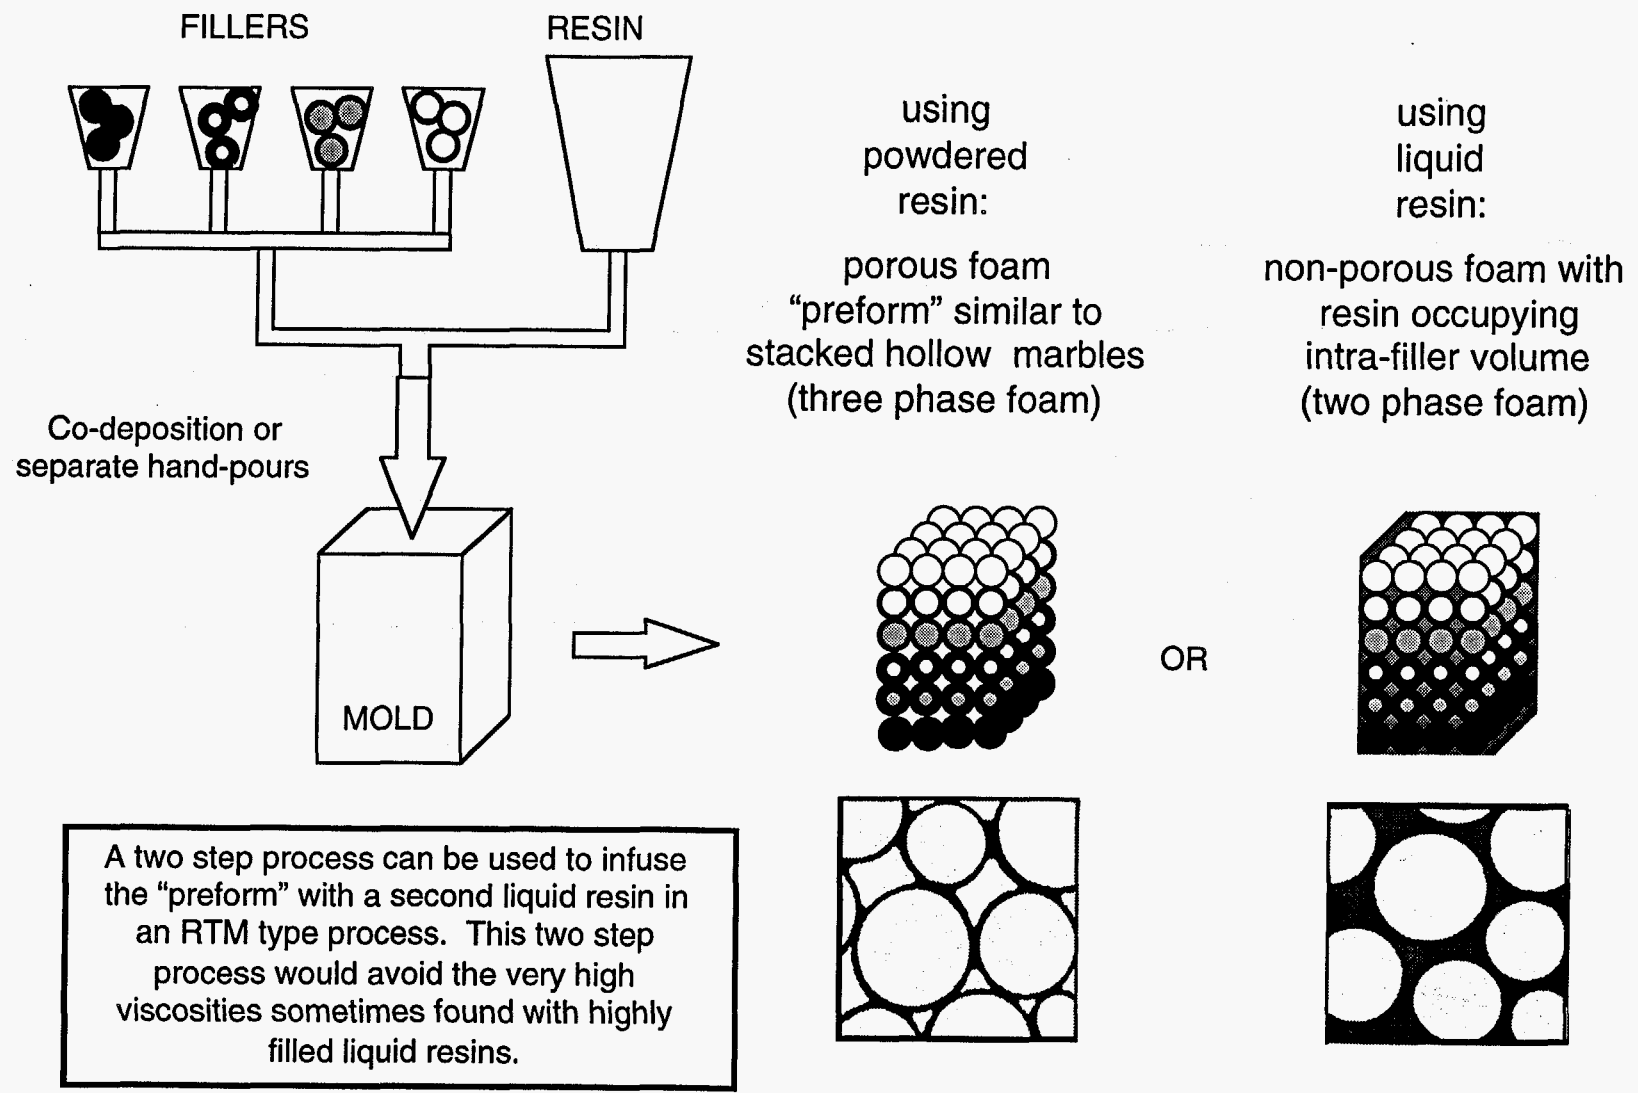 FILLERS
RESIN
Co-deposition or
separate hand-pours
MOLD
using
powdered
resin:
porous foam
“preform” similar to
stacked hollow marbles
(three phase foam)
OR
using
liquid
resin:
non-porous foam with
resin occupying
intra-filler volume
(two phase foam)
A two step process can be used to infuse
the “preform” with a second liquid resin in
an RTM type process. This two step
process would avoid the very high
viscosities sometimes found with highly
filled liquid resins.